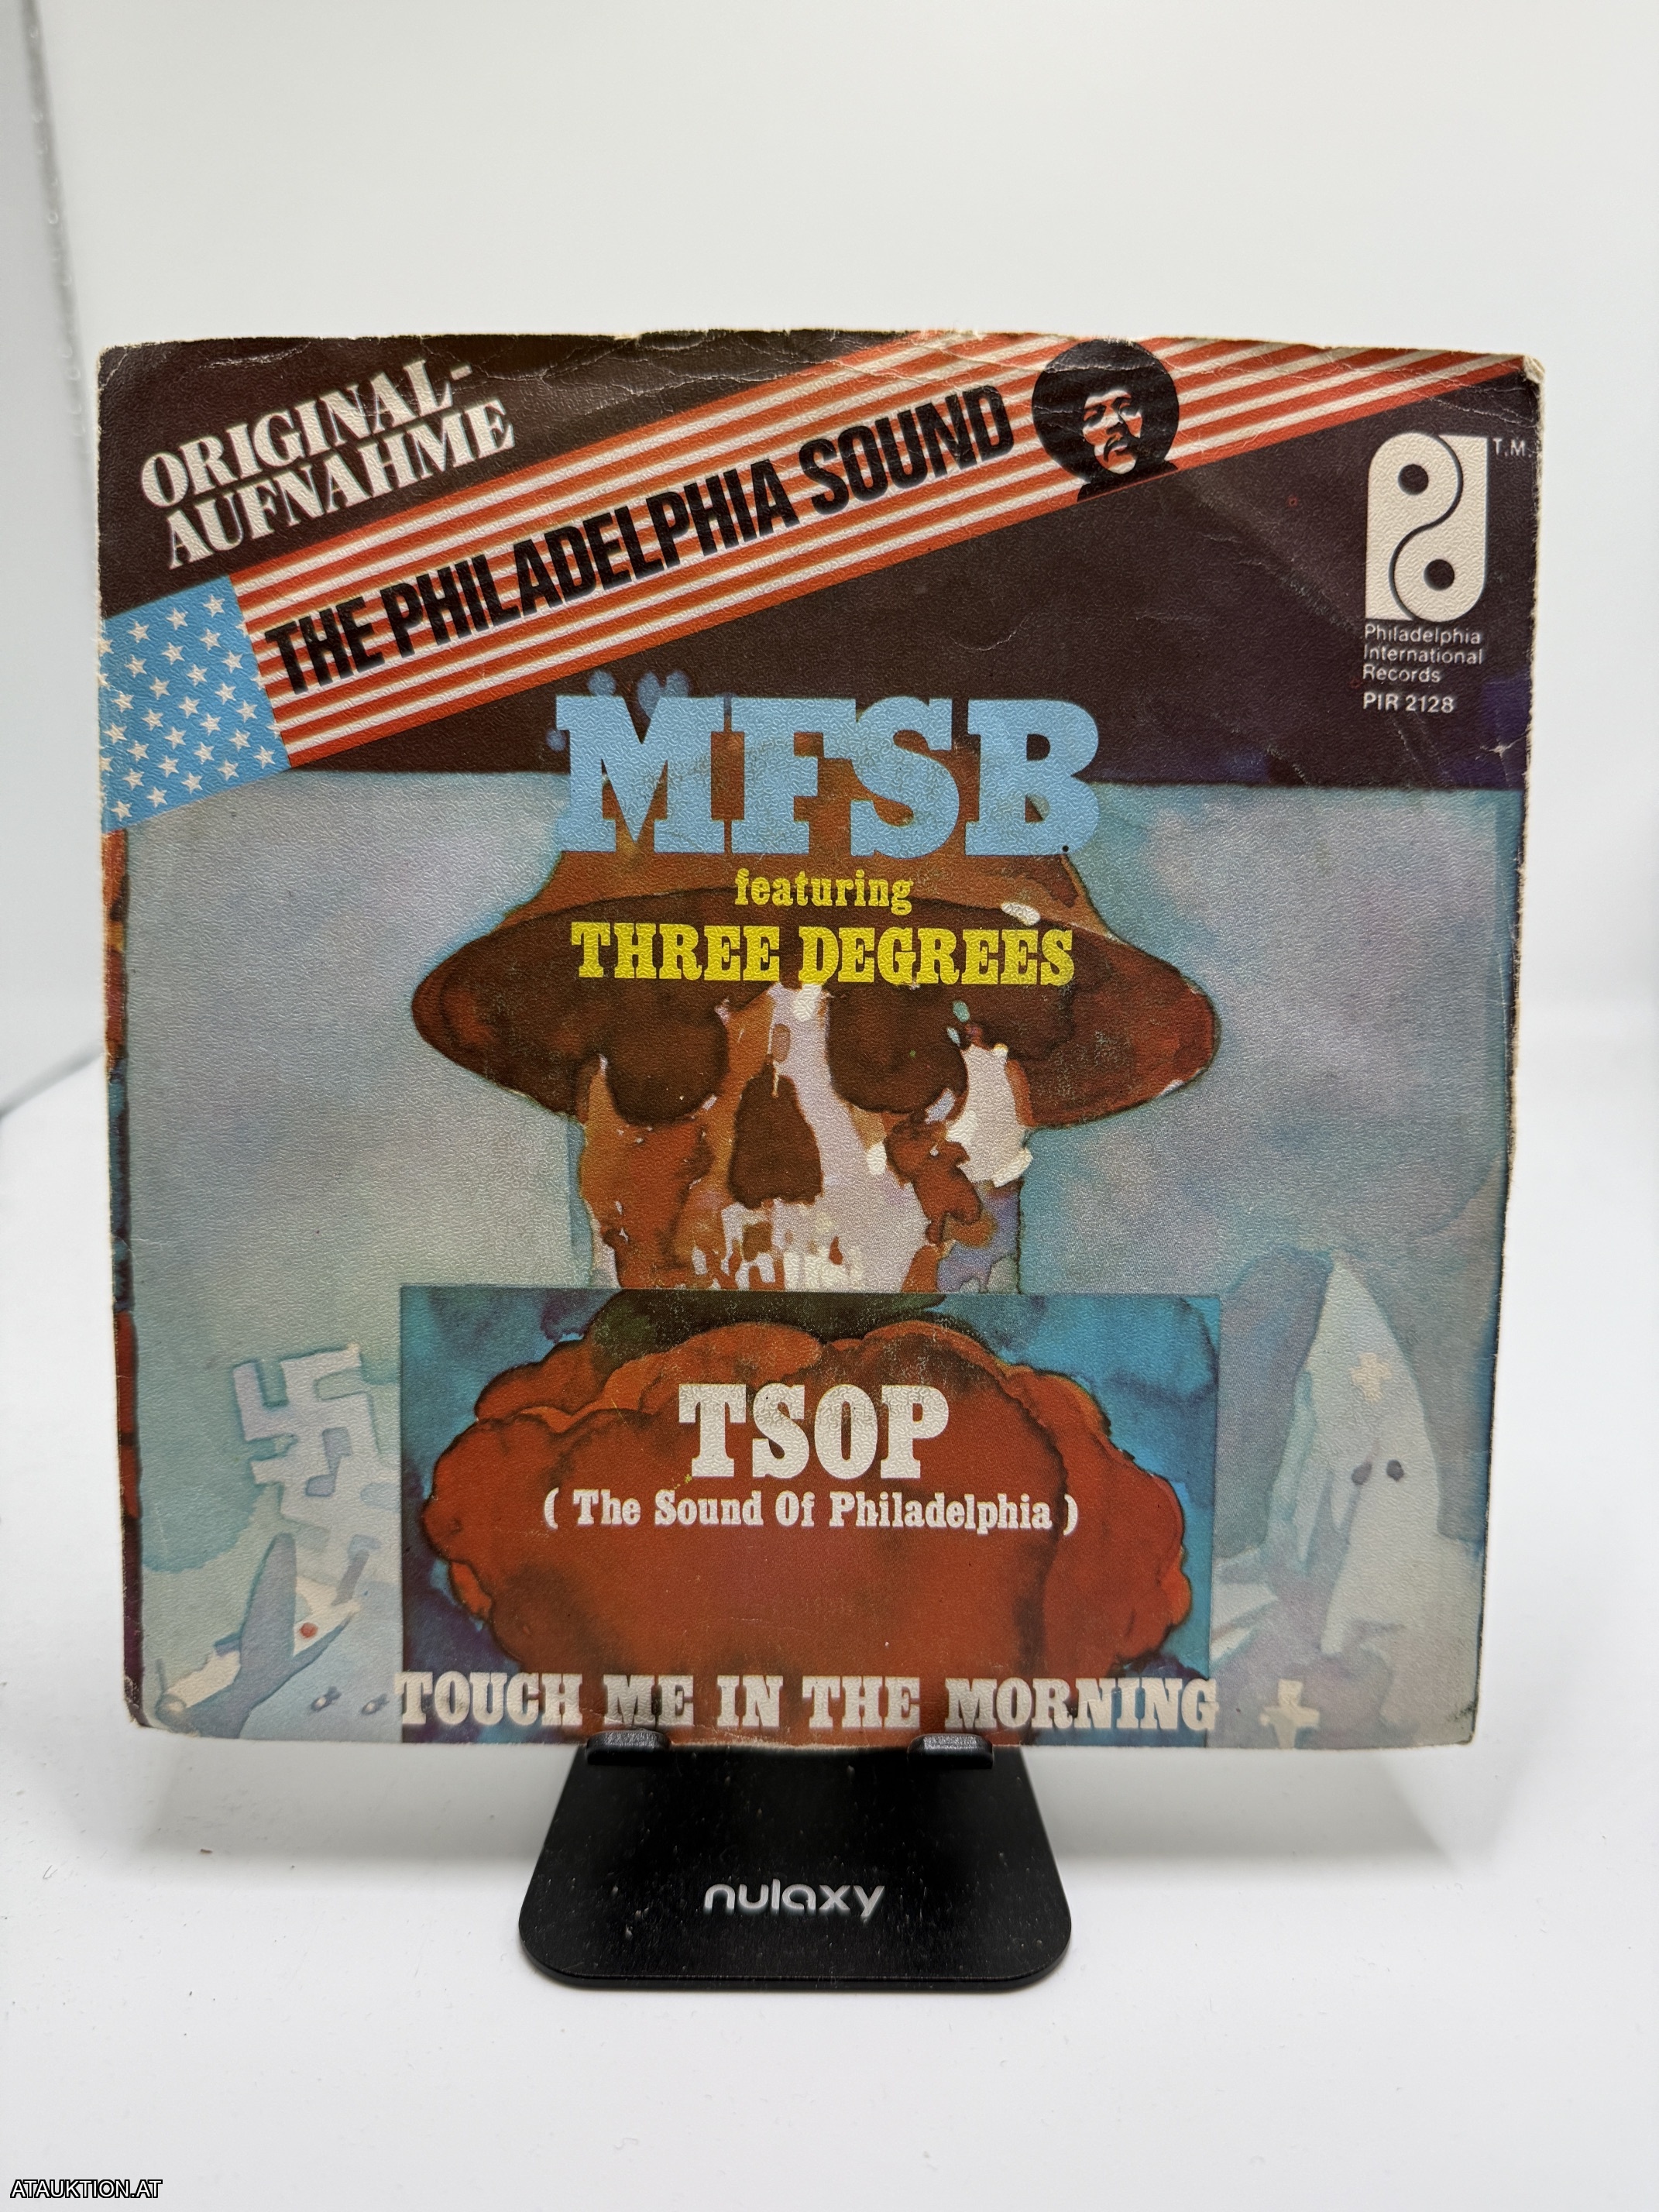 ORIGINAL-
AUFNAHME
THE PHILADELPHIA SOUND
T.M.
Philadelphia
International
Records
PIR 2128
MFSB
featuring
THREE DEGREES
TSOP
( The Sound Of Philadelphia )
TOUCH ME IN THE MORNING
nulaxy
ATAUKTION.AT